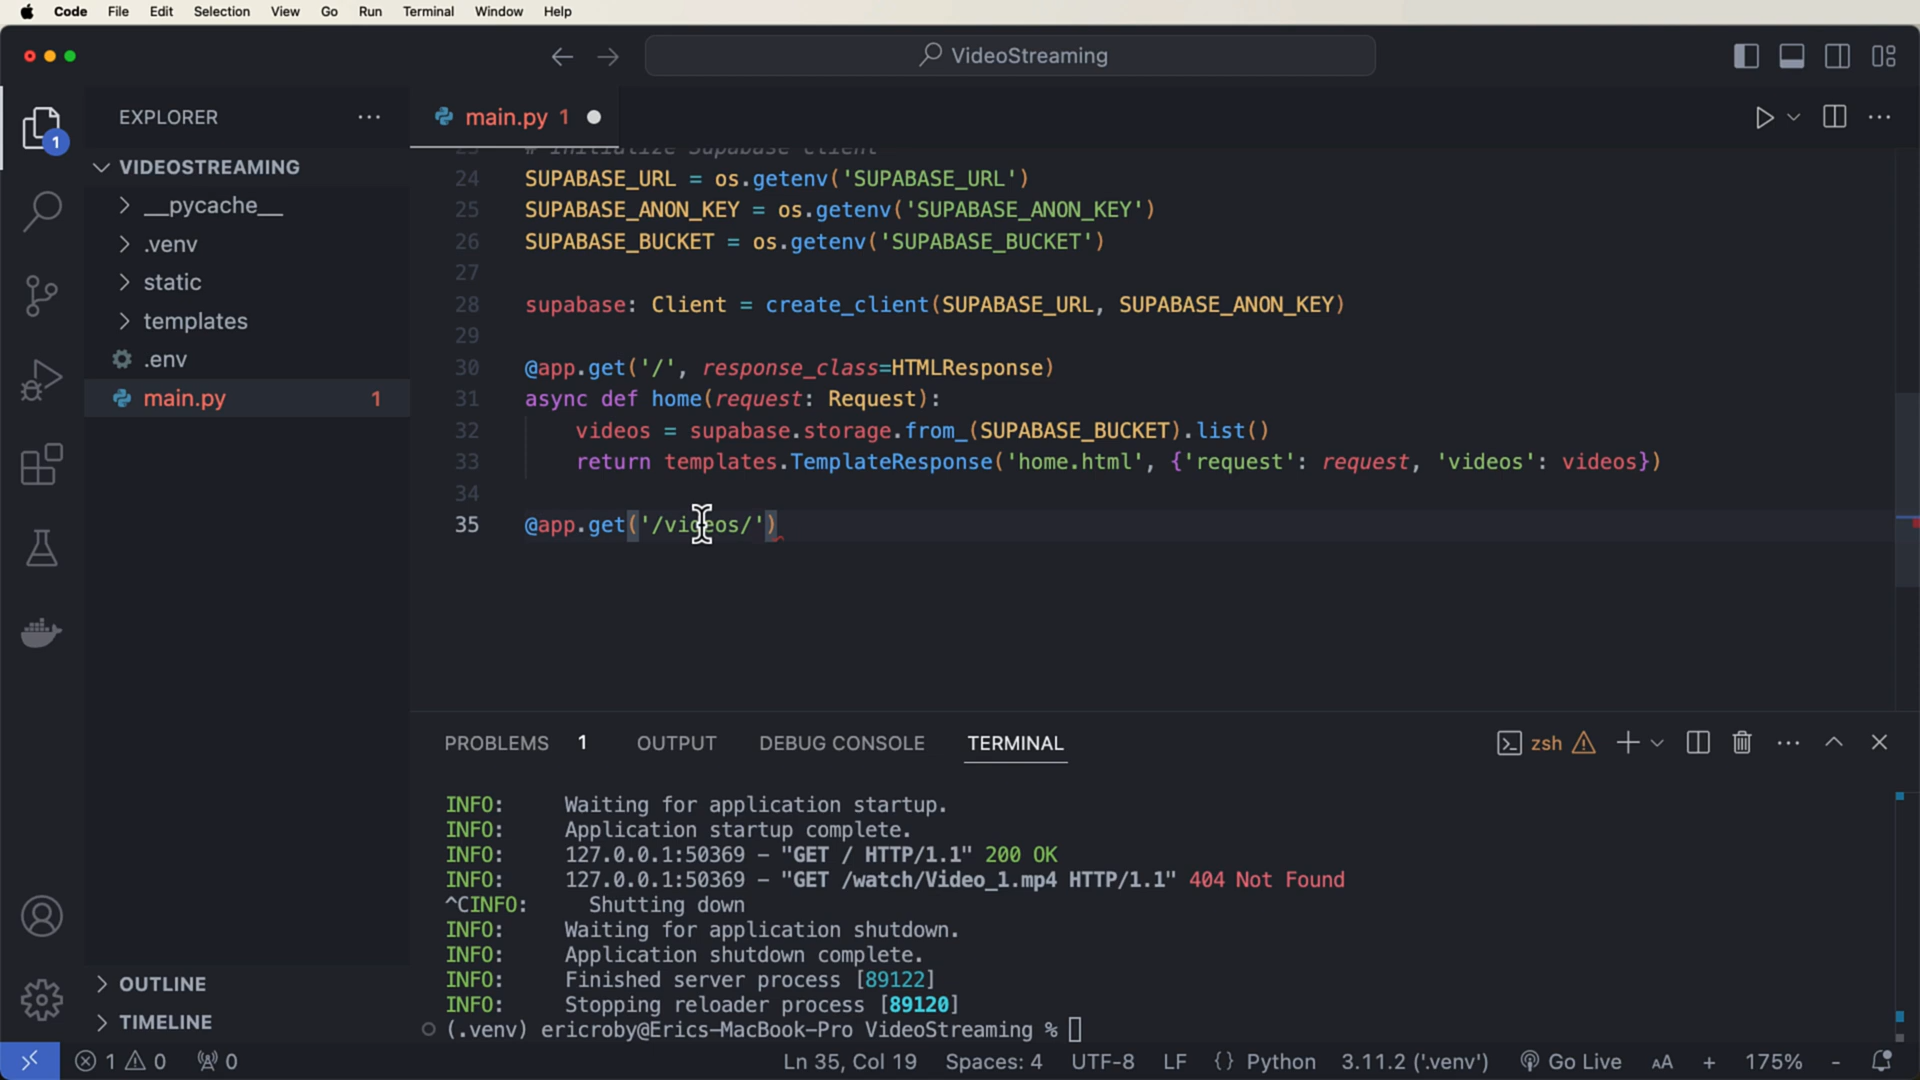 Code File Edit Selection View Go Run Terminal Window Help
VideoStreaming
EXPLORER
main.py 1
1
VIDEOSTREAMING
__pycache__
.venv
static
templates
.env
main.py 1
23 # Initialize Supabase client
24 SUPABASE_URL = os.getenv('SUPABASE_URL')
25 SUPABASE_ANON_KEY = os.getenv('SUPABASE_ANON_KEY')
26 SUPABASE_BUCKET = os.getenv('SUPABASE_BUCKET')
27
28 supabase: Client = create_client(SUPABASE_URL, SUPABASE_ANON_KEY)
29
30 @app.get('/', response_class=HTMLResponse)
31 async def home(request: Request):
32 videos = supabase.storage.from_(SUPABASE_BUCKET).list()
33 return templates.TemplateResponse('home.html', {'request': request, 'videos': videos})
34
35 @app.get('/videos/')
PROBLEMS 1 OUTPUT DEBUG CONSOLE TERMINAL
zsh
INFO: Waiting for application startup.
INFO: Application startup complete.
INFO: 127.0.0.1:50369 - "GET / HTTP/1.1" 200 OK
INFO: 127.0.0.1:50369 - "GET /watch/Video_1.mp4 HTTP/1.1" 404 Not Found
^CINFO: Shutting down
INFO: Waiting for application shutdown.
INFO: Application shutdown complete.
INFO: Finished server process [89122]
INFO: Stopping reloader process [89120]
(.venv) ericroby@Erics-MacBook-Pro VideoStreaming %
OUTLINE
TIMELINE
1 0 0
Ln 35, Col 19 Spaces: 4 UTF-8 LF {} Python 3.11.2 ('.venv') Go Live AA + 175% -